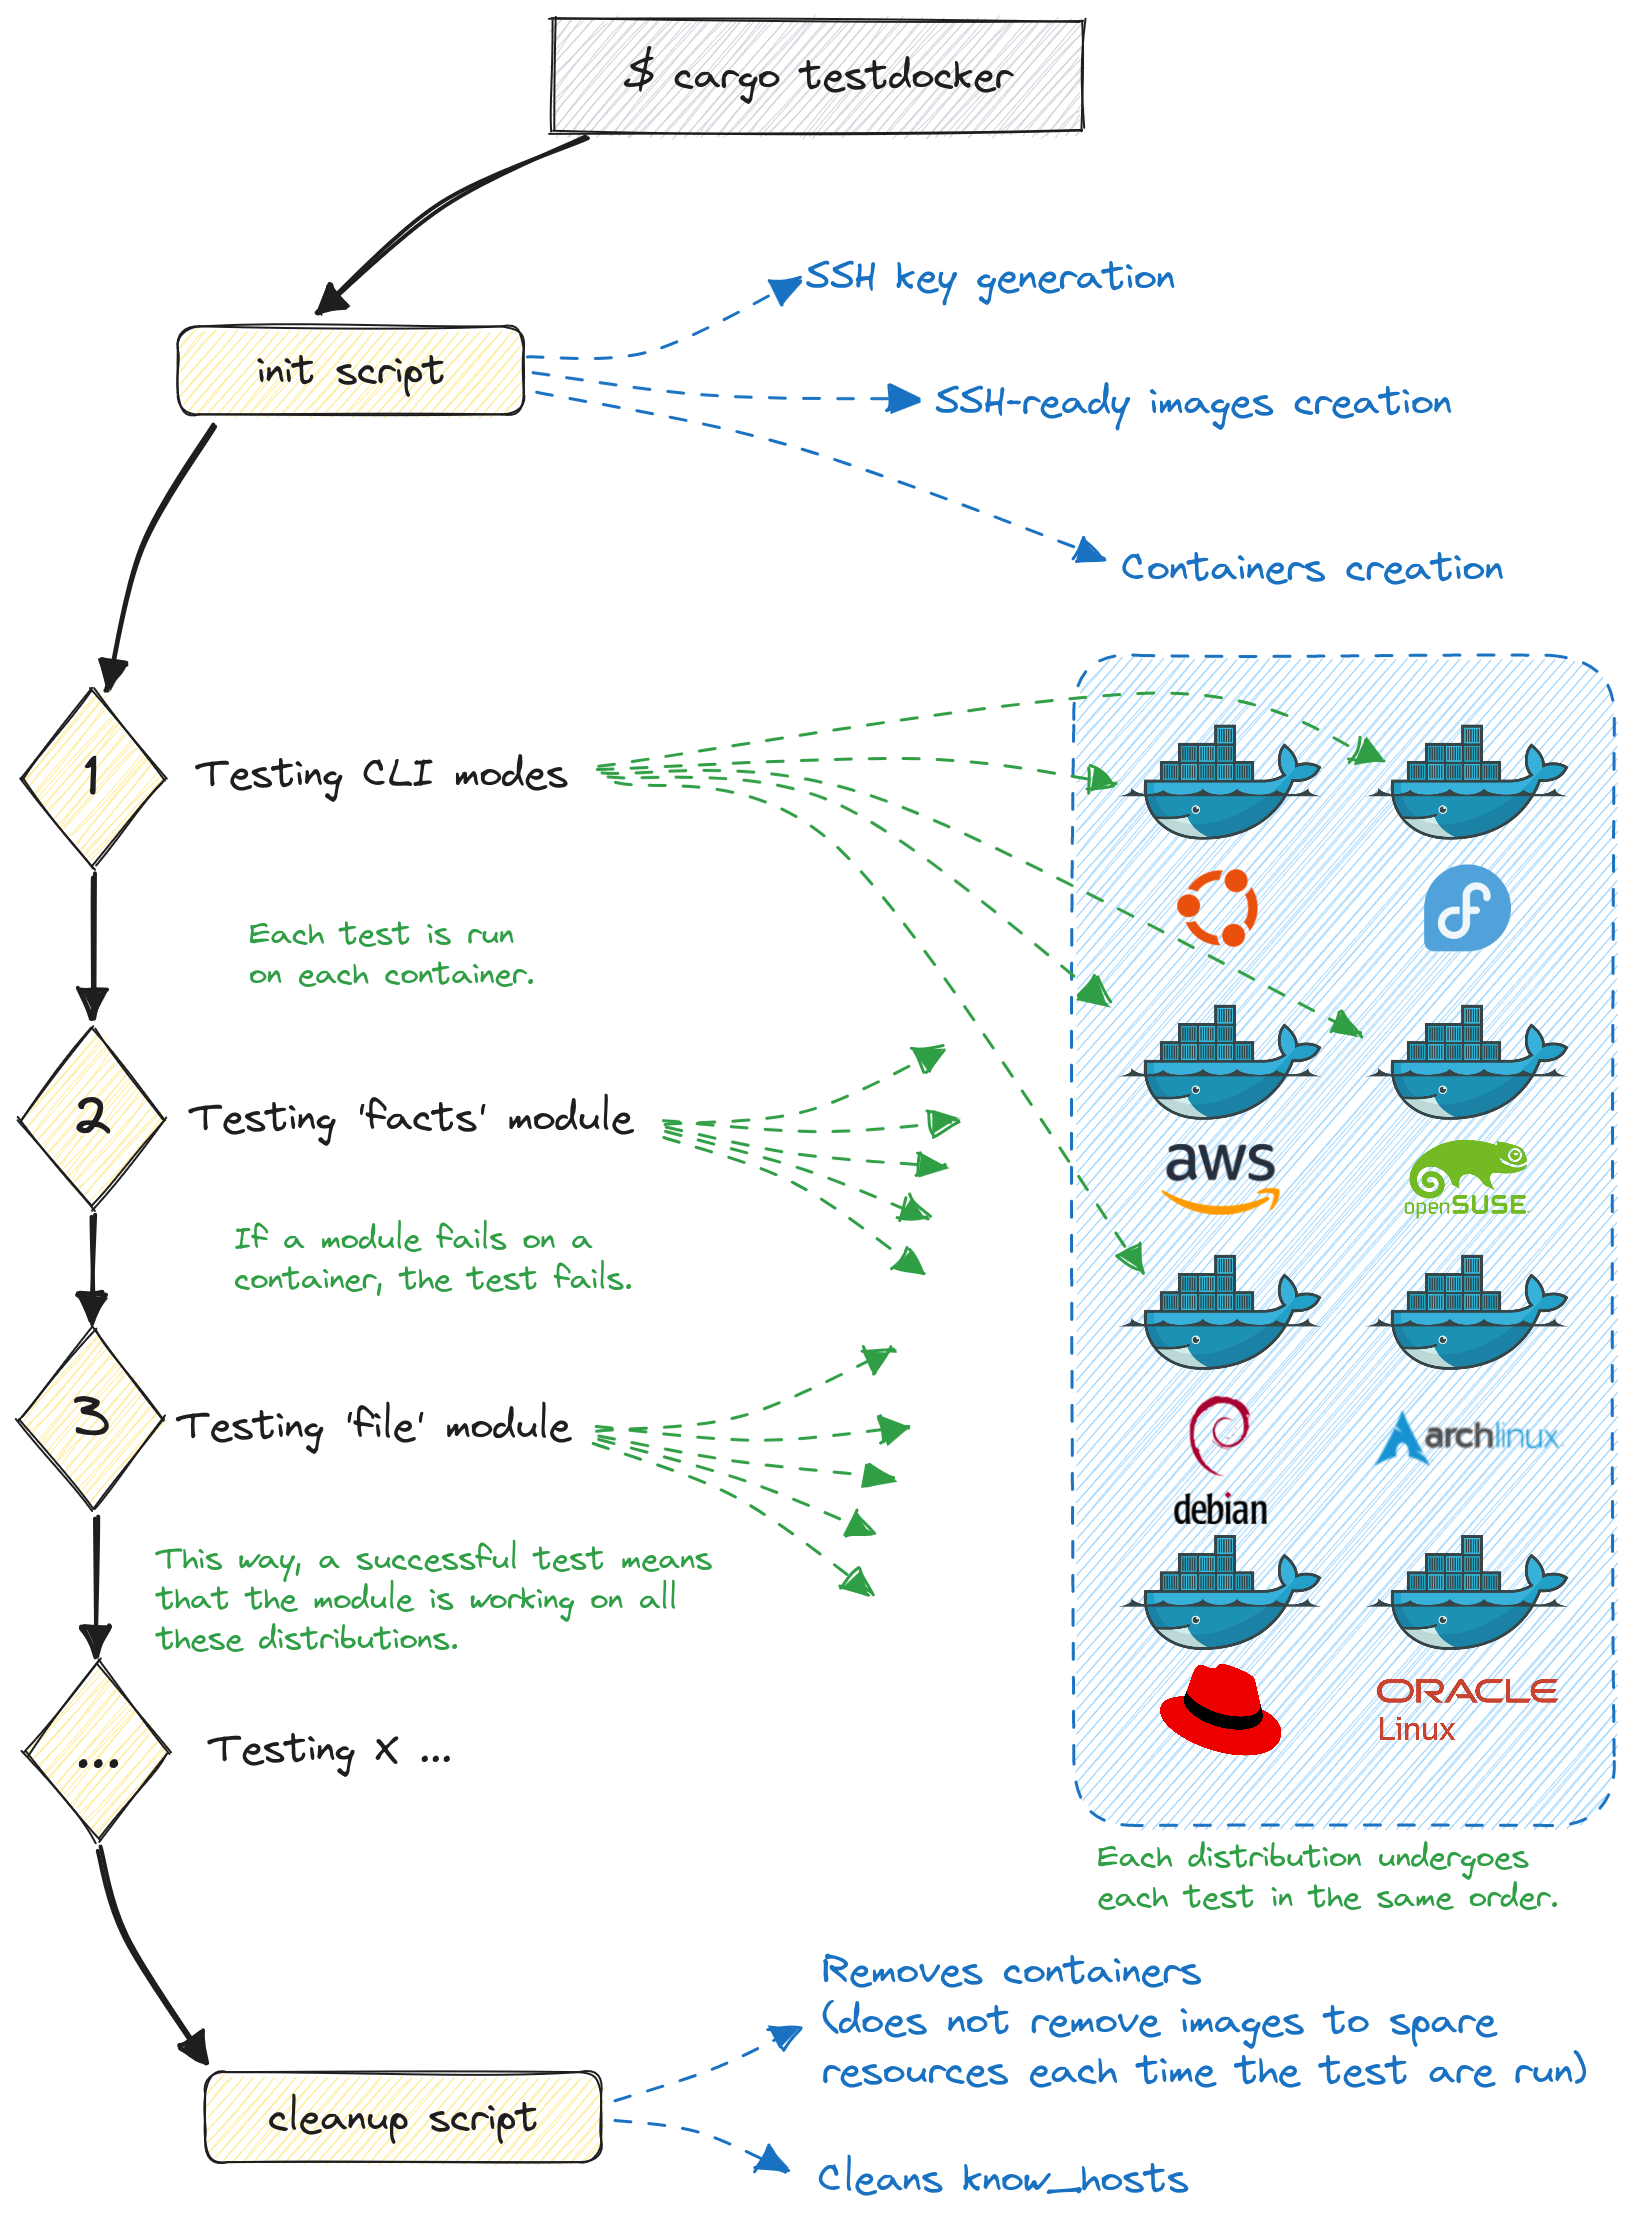 $ cargo testdocker
SSH key generation
init script
SSH-ready images creation
Containers creation
1
Testing CLI modes
Each test is run
on each container.
2
Testing 'facts' module
If a module fails on a
container, the test fails.
3
Testing 'file' module
This way, a successful test means
that the module is working on all
these distributions.
...
Testing X ...
aws
openSUSE
debian
archlinux
ORACLE
Linux
Each distribution undergoes
each test in the same order.
Removes containers
(does not remove images to spare
resources each time the test are run)
cleanup script
Cleans know_hosts